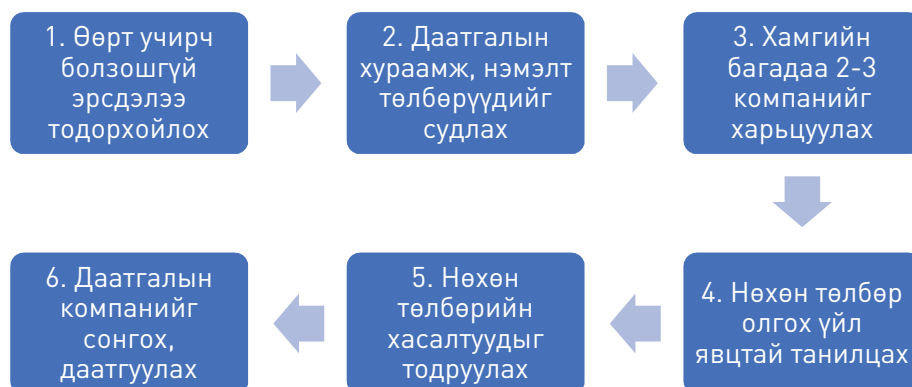 1. Өөрт учирч
болзошгүй
эрсдэлээ
тодорхойлох
2. Даатгалын
хураамж, нэмэлт
төлбөрүүдийг
судлах
3. Хамгийн
багадаа 2-3
компанийг
харьцуулах
4. Нөхөн төлбөр
олгох үйл
явцтай танилцах
5. Нөхөн
төлбөрийн
хасалтуудыг
тодруулах
6. Даатгалын
компанийг
сонгох,
даатгуулах